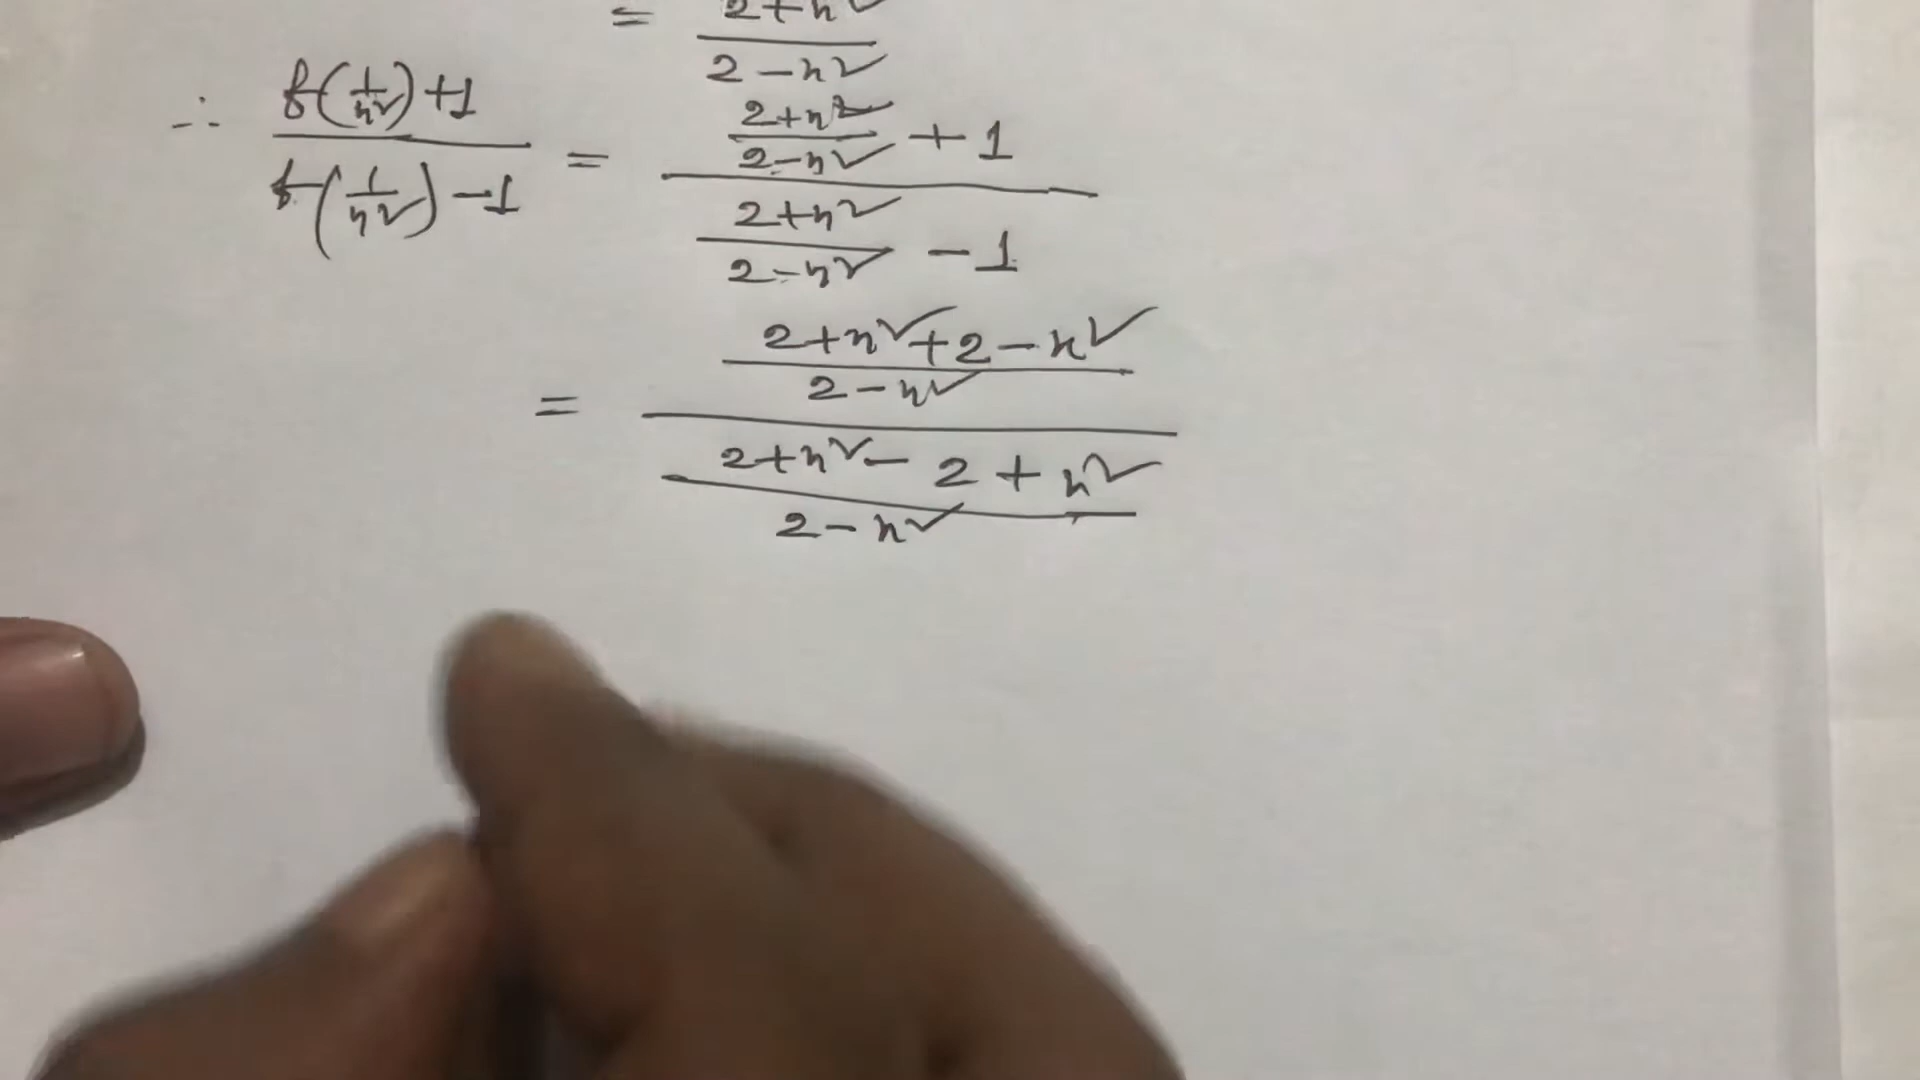 = (2+x²)/(2-x²)
∴ (f(1/x²)+1)/(f(1/x²)-1) = ((2+x²)/(2-x²) + 1)/((2+x²)/(2-x²) - 1)
= ((2+x²+2-x²)/(2-x²))/((2+x²-2+x²)/(2-x²))